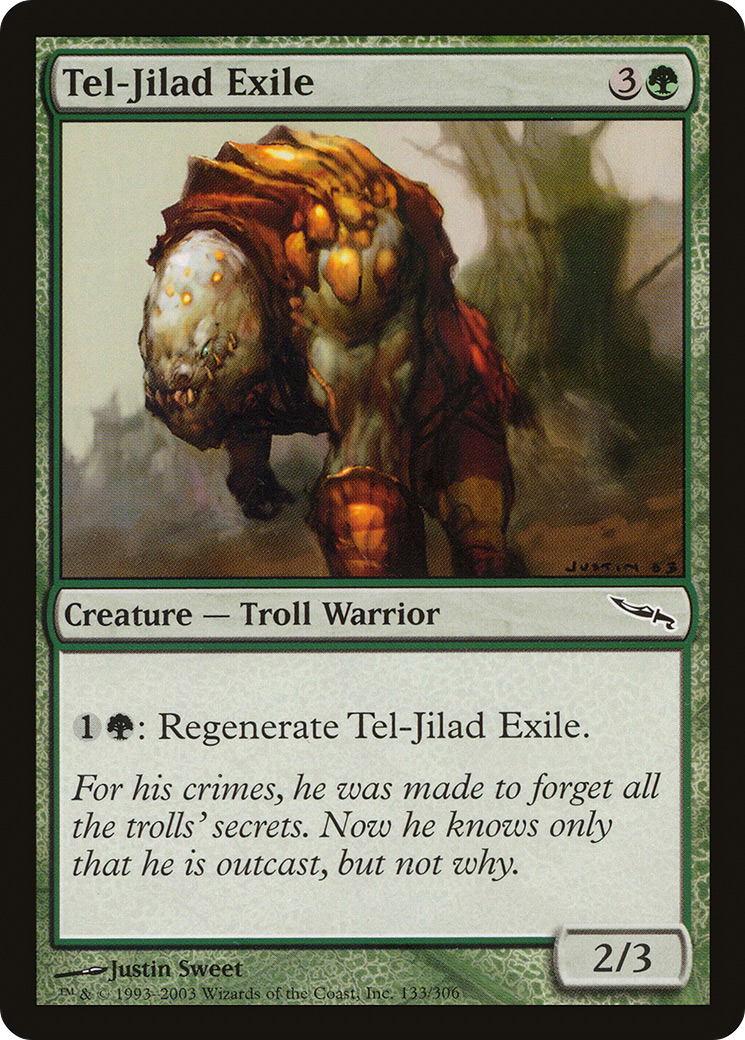 Tel-Jilad Exile
3
JUSTIN 03
Creature — Troll Warrior
1: Regenerate Tel-Jilad Exile.
For his crimes, he was made to forget all
the trolls’ secrets. Now he knows only
that he is outcast, but not why.
2/3
Justin Sweet
™ & © 1993–2003 Wizards of the Coast, Inc. 133/306